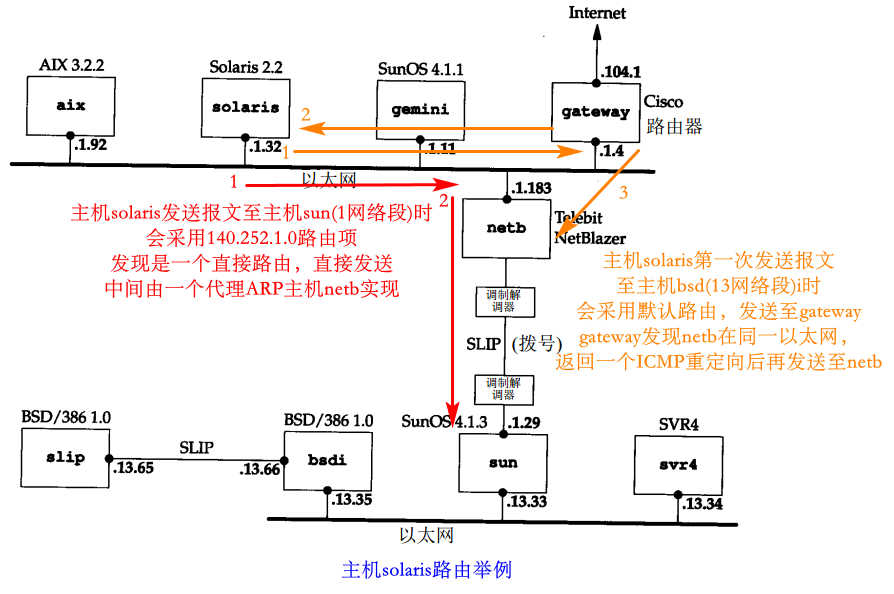 Internet
AIX 3.2.2
Solaris 2.2
SunOS 4.1.1
.104.1
aix
solaris
gemini
gateway
Cisco
路由器
2
.1.92
.1.32
1
.1.11
.1.4
以太网
1
2
.1.183
3
netb
Telebit
NetBlazer
主机solaris发送报文至主机sun(1网络段)时
会采用140.252.1.0路由项
发现是一个直接路由，直接发送
中间由一个代理ARP主机netb实现
主机solaris第一次发送报文
至主机bsd(13网络段)i时
会采用默认路由，发送至gateway
gateway发现netb在同一以太网，
返回一个ICMP重定向后再发送至netb
调制解
调器
SLIP (拨号)
调制解
调器
BSD/386 1.0
BSD/386 1.0
SunOS 4.1.3
.1.29
SVR4
slip
SLIP
bsdi
sun
svr4
.13.65
.13.66
.13.35
.13.33
.13.34
以太网
主机solaris路由举例